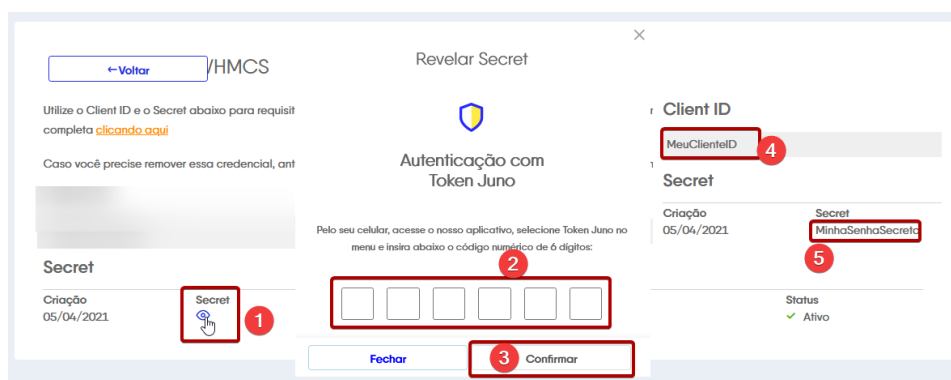 ←Voltar
/HMCS
Utilize o Client ID e o Secret abaixo para requisit
completa clicando aqui
Caso você precise remover essa credencial, ant
Secret
Criação
Secret
05/04/2021
1
×
Revelar Secret
Autenticação com
Token Juno
Pelo seu celular, acesse o nosso aplicativo, selecione Token Juno no
menu e insira abaixo o código numérico de 6 dígitos:
2
Fechar
3
Confirmar
Client ID
MeuClienteID
4
Secret
Criação
Secret
05/04/2021
MinhaSenhaSecreta
5
Status
Ativo